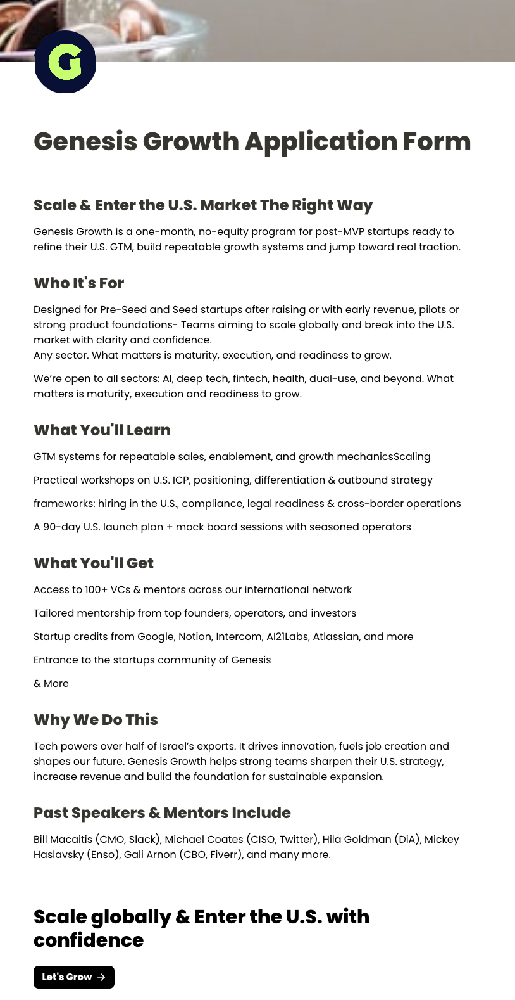 G
Genesis Growth Application Form
Scale & Enter the U.S. Market The Right Way
Genesis Growth is a one-month, no-equity program for post-MVP startups ready to
refine their U.S. GTM, build repeatable growth systems and jump toward real traction.
Who It's For
Designed for Pre-Seed and Seed startups after raising or with early revenue, pilots or
strong product foundations- Teams aiming to scale globally and break into the U.S.
market with clarity and confidence.
Any sector. What matters is maturity, execution, and readiness to grow.
We’re open to all sectors: AI, deep tech, fintech, health, dual-use, and beyond. What
matters is maturity, execution and readiness to grow.
What You'll Learn
GTM systems for repeatable sales, enablement, and growth mechanicsScaling
Practical workshops on U.S. ICP, positioning, differentiation & outbound strategy
frameworks: hiring in the U.S., compliance, legal readiness & cross-border operations
A 90-day U.S. launch plan + mock board sessions with seasoned operators
What You'll Get
Access to 100+ VCs & mentors across our international network
Tailored mentorship from top founders, operators, and investors
Startup credits from Google, Notion, Intercom, AI21Labs, Atlassian, and more
Entrance to the startups community of Genesis
& More
Why We Do This
Tech powers over half of Israel’s exports. It drives innovation, fuels job creation and
shapes our future. Genesis Growth helps strong teams sharpen their U.S. strategy,
increase revenue and build the foundation for sustainable expansion.
Past Speakers & Mentors Include
Bill Macaitis (CMO, Slack), Michael Coates (CISO, Twitter), Hila Goldman (DiA), Mickey
Haslavsky (Enso), Gali Arnon (CBO, Fiverr), and many more.
Scale globally & Enter the U.S. with
confidence
Let's Grow →